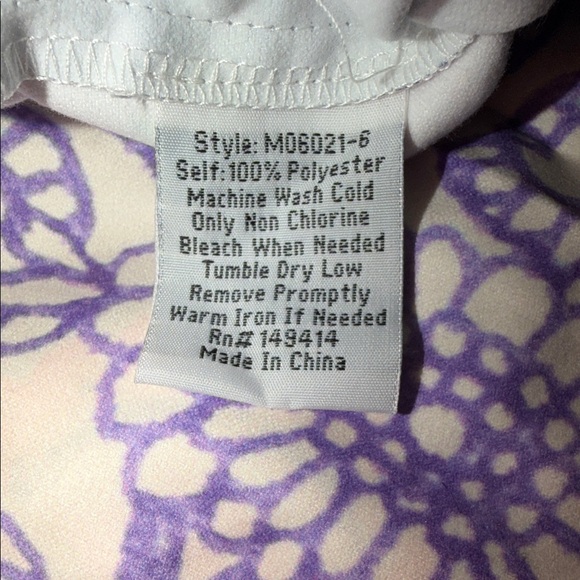 Style: M06021-6
Self:100% Polyester
Machine Wash Cold
Only Non Chlorine
Bleach When Needed
Tumble Dry Low
Remove Promptly
Warm Iron If Needed
Rn# 149414
Made In China